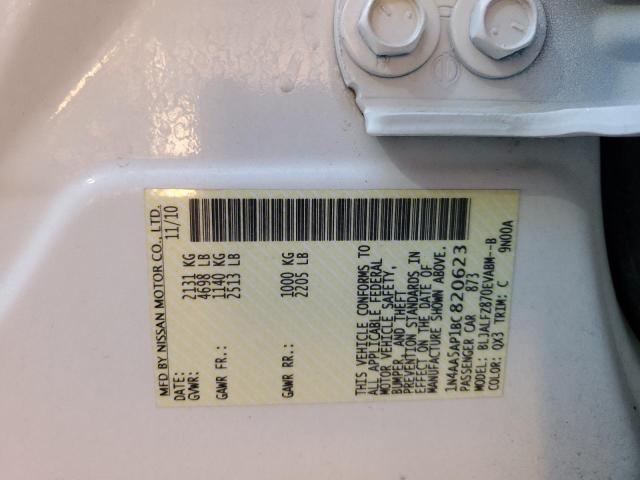 MFD BY NISSAN MOTOR CO., LTD.
DATE: 11/10
GVWR: 2131 KG
4698 LB
GAWR FR.: 1140 KG
2513 LB
GAWR RR.: 1000 KG
2205 LB
THIS VEHICLE CONFORMS TO
ALL APPLICABLE FEDERAL
MOTOR VEHICLE SAFETY,
BUMPER, AND THEFT
PREVENTION STANDARDS IN
EFFECT ON THE DATE OF
MANUFACTURE SHOWN ABOVE.
1N4AA5AP1BC820623
PASSENGER CAR 873
MODEL: BLJALFZ870EVABM--B
COLOR: QX3 TRIM: C 9N00A
7
7